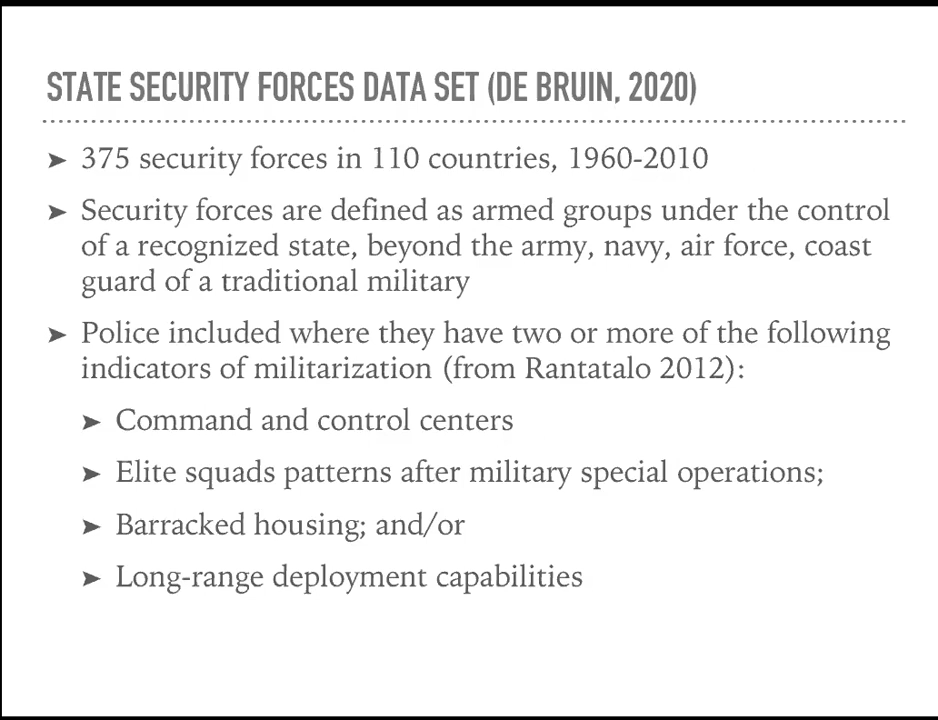 STATE SECURITY FORCES DATA SET (DE BRUIN, 2020)
➤ 375 security forces in 110 countries, 1960-2010
➤ Security forces are defined as armed groups under the control
of a recognized state, beyond the army, navy, air force, coast
guard of a traditional military
➤ Police included where they have two or more of the following
indicators of militarization (from Rantatalo 2012):
➤ Command and control centers
➤ Elite squads patterns after military special operations;
➤ Barracked housing; and/or
➤ Long-range deployment capabilities